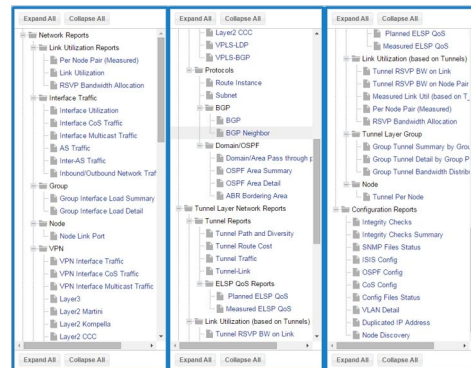 Expand All Collapse All
Network Reports
Link Utilization Reports
Per Node Pair (Measured)
Link Utilization
RSVP Bandwidth Allocation
Interface Traffic
Interface Utilization
Interface CoS Traffic
Interface Multicast Traffic
AS Traffic
Inter-AS Traffic
Inbound/Outbound Network Traf
Group
Group Interface Load Summary
Group Interface Load Detail
Node
Node Link Port
VPN
VPN Interface Traffic
VPN Interface CoS Traffic
VPN Interface Multicast Traffic
Layer3
Layer2 Martini
Layer2 Kompella
Layer2 CCC
Expand All Collapse All
Expand All Collapse All
Layer2 CCC
VPLS-LDP
VPLS-BGP
Protocols
Route Instance
Subnet
BGP
BGP
BGP Neighbor
Domain/OSPF
Domain/Area Pass through p
OSPF Area Summary
OSPF Area Detail
ABR Bordering Area
Tunnel Layer Network Reports
Tunnel Reports
Tunnel Path and Diversity
Tunnel Route Cost
Tunnel Traffic
Tunnel-Link
ELSP QoS Reports
Planned ELSP QoS
Measured ELSP QoS
Link Utilization (based on Tunnels)
Tunnel RSVP BW on Link
Expand All Collapse All
Expand All Collapse All
Planned ELSP QoS
Measured ELSP QoS
Link Utilization (based on Tunnels)
Tunnel RSVP BW on Link
Tunnel RSVP BW on Node Pair
Measured Link Util (based on T_
Per Node Pair (Measured)
RSVP Bandwidth Allocation
Tunnel Layer Group
Group Tunnel Summary by Grou
Group Tunnel Detail by Group P
Group Tunnel Bandwidth Distribu
Node
Tunnel Per Node
Configuration Reports
Integrity Checks
Integrity Checks Summary
SNMP Files Status
ISIS Config
OSPF Config
CoS Config
Config Files Status
VLAN Detail
Duplicated IP Address
Node Discovery
Expand All Collapse All